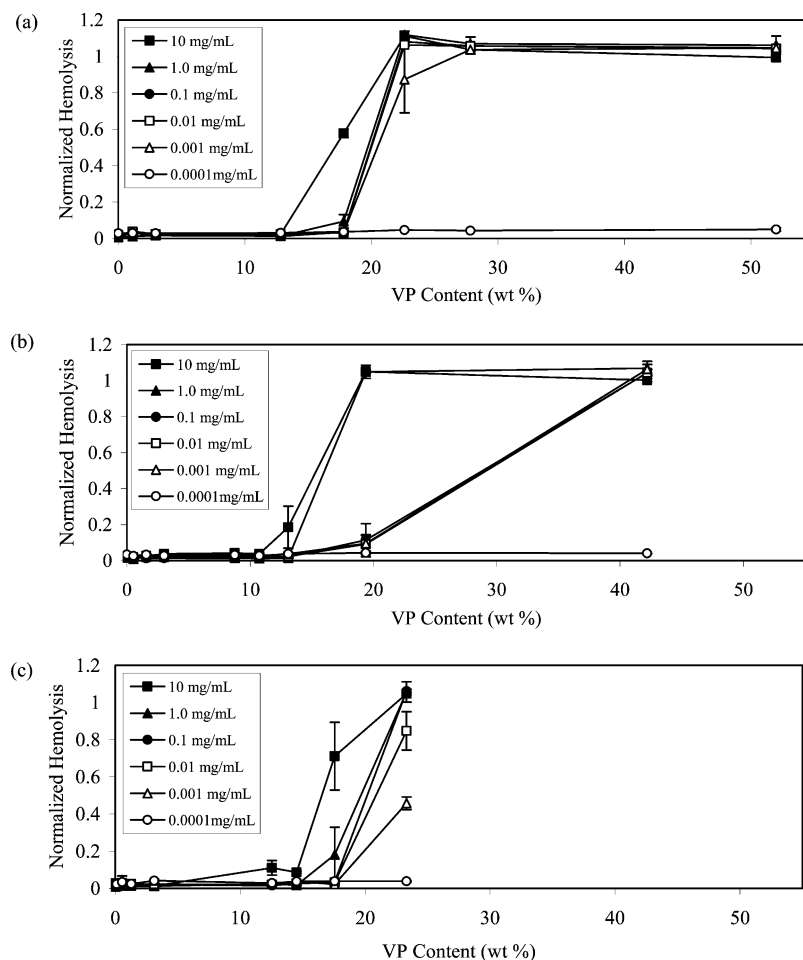 (a)
Normalized Hemolysis
1.2
1
0.8
0.6
0.4
0.2
0
10 mg/mL
1.0 mg/mL
0.1 mg/mL
0.01 mg/mL
0.001 mg/mL
0.0001mg/mL
0 10 20 30 40 50
VP Content (wt %)
(b)
Normalized Hemolysis
1.2
1
0.8
0.6
0.4
0.2
0
10 mg/mL
1.0 mg/mL
0.1 mg/mL
0.01 mg/mL
0.001 mg/mL
0.0001mg/mL
0 10 20 30 40 50
VP Content (wt %)
(c)
Normalized Hemolysis
1.2
1
0.8
0.6
0.4
0.2
0
10 mg/mL
1.0 mg/mL
0.1 mg/mL
0.01 mg/mL
0.001 mg/mL
0.0001mg/mL
0 10 20 30 40 50
VP Content (wt %)